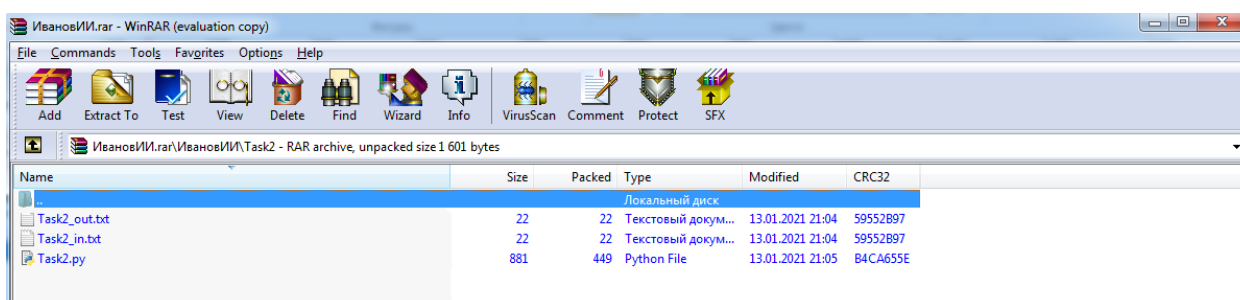 ИвановИИ.rar - WinRAR (evaluation copy)
File Commands Tools Favorites Options Help
Add Extract To Test View Delete Find Wizard Info VirusScan Comment Protect SFX
ИвановИИ.rar\ИвановИИ\Task2 - RAR archive, unpacked size 1 601 bytes
Name Size Packed Type Modified CRC32
.. Локальный диск
Task2_out.txt 22 22 Текстовый докум... 13.01.2021 21:04 59552B97
Task2_in.txt 22 22 Текстовый докум... 13.01.2021 21:04 59552B97
Task2.py 881 449 Python File 13.01.2021 21:05 B4CA655E